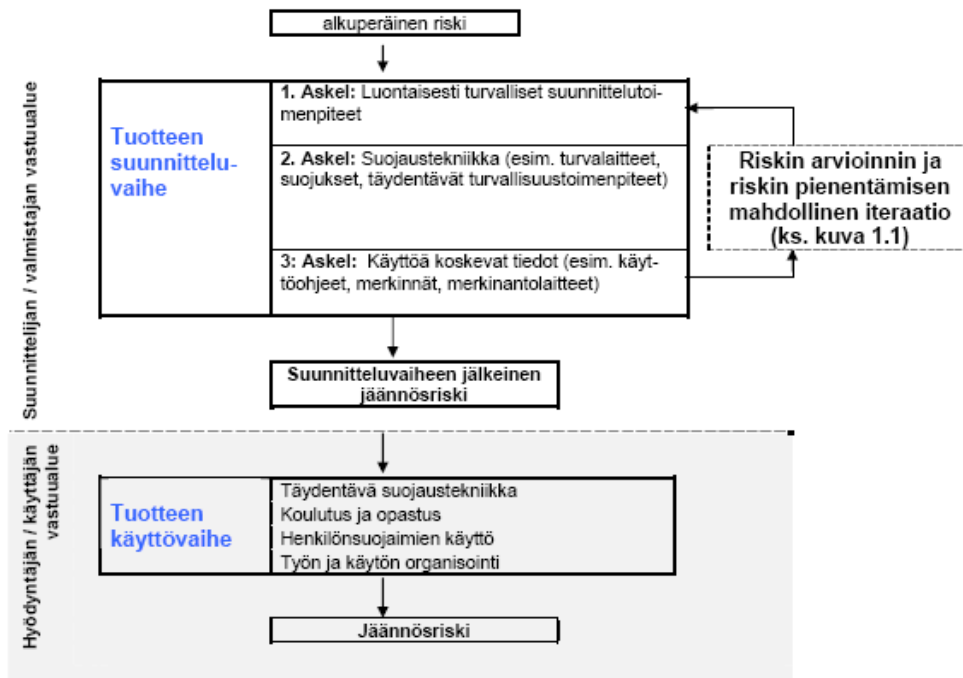 alkuperäinen riski
Suunnittelijan / valmistajan vastuualue
Tuotteen
suunnittelu-
vaihe
1. Askel: Luontaisesti turvalliset suunnittelutoi-
menpiteet
2. Askel: Suojaustekniikka (esim. turvalaitteet,
suojukset, täydentävät turvallisuustoimenpiteet)
3: Askel: Käyttöä koskevat tiedot (esim. käyt-
töohjeet, merkinnät, merkinantolaitteet)
Riskin arvioinnin ja
riskin pienentämisen
mahdollinen iteraatio
(ks. kuva 1.1)
Suunnitteluvaiheen jälkeinen
jäännösriski
Hyödyntäjän / käyttäjän
vastuualue
Tuotteen
käyttövaihe
Täydentävä suojaustekniikka
Koulutus ja opastus
Henkilönsuojaimien käyttö
Työn ja käytön organisointi
Jäännösriski